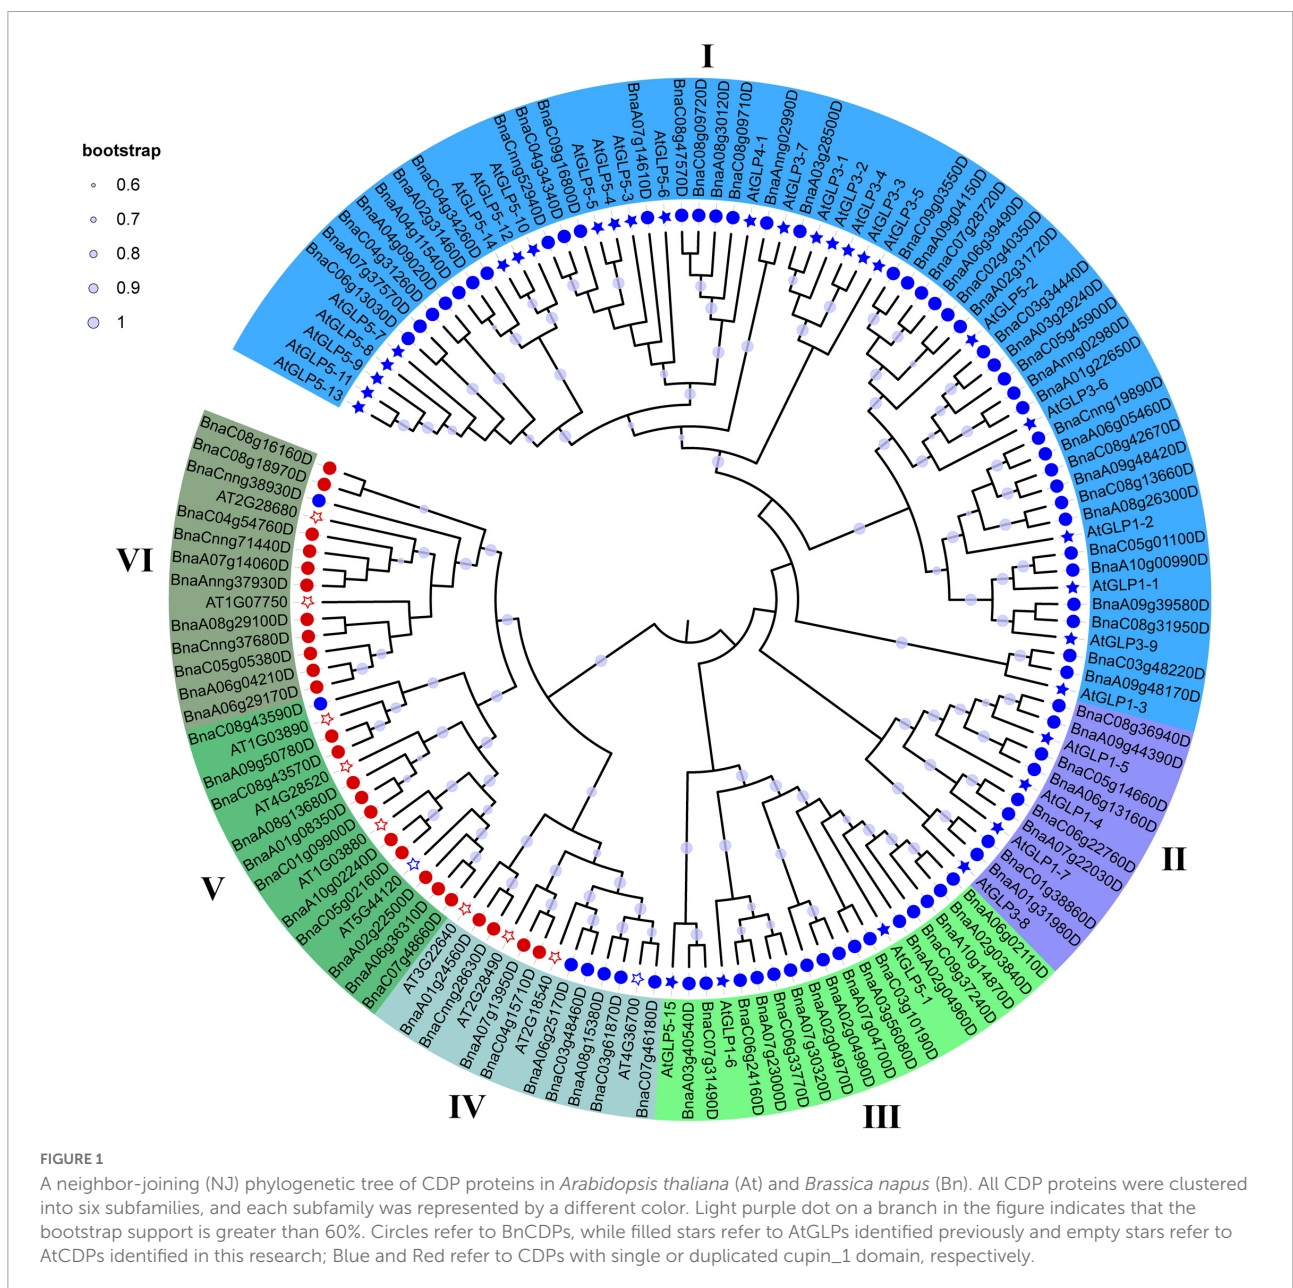 I
bootstrap
0.6
0.7
0.8
0.9
1
AtGLP5-13
AtGLP5-11
AtGLP5-9
AtGLP5-8
AtGLP5-7
BnaC06g13030D
BnaA07g37570D
BnaC04g31260D
BnaA04g09020D
BnaA04g11540D
BnaA02g31460D
BnaC04g34260D
AtGLP5-14
AtGLP5-12
AtGLP5-10
BnaCnng52940D
BnaC04g34340D
BnaC09g16800D
AtGLP5-5
AtGLP5-4
AtGLP5-3
BnaA07g14610D
AtGLP5-6
BnaC08g47570D
BnaC08g09720D
BnaA08g30120D
BnaC08g09710D
AtGLP4-1
BnaAnng02990D
AtGLP3-7
BnaA03g28500D
AtGLP3-1
AtGLP3-2
AtGLP3-4
AtGLP3-3
AtGLP3-5
BnaC09g03550D
BnaA09g04150D
BnaC07g28720D
BnaA06g39490D
BnaC02g40350D
BnaA02g31720D
AtGLP5-2
BnaC03g34440D
BnaA03g29240D
BnaC05g45900D
BnaAnng02980D
BnaA01g22650D
AtGLP3-6
BnaCnng19890D
BnaA06g05460D
BnaC08g42670D
BnaA09g48420D
BnaC08g13660D
BnaA08g26300D
AtGLP1-2
BnaC05g01100D
BnaA10g00990D
AtGLP1-1
BnaA09g39580D
BnaC08g31950D
AtGLP3-9
BnaC03g48220D
BnaA09g48170D
AtGLP1-3
BnaC08g36940D
BnaA09g44390D
AtGLP1-5
BnaC05g14660D
BnaA06g13160D
AtGLP1-4
BnaC06g22760D
BnaA07g22030D
AtGLP1-7
BnaC01g38860D
BnaA01g31980D
AtGLP3-8
II
BnaA06g02110D
BnaA02g03840D
BnaA10g14870D
BnaC09g37240D
BnaA02g04960D
AtGLP5-1
BnaC03g10190D
BnaA03g56080D
BnaA07g04700D
BnaA02g04990D
BnaA02g04970D
BnaA07g30320D
BnaC06g33770D
BnaA07g23000D
BnaC06g24160D
AtGLP1-6
BnaC07g31490D
BnaA03g40540D
AtGLP5-15
III
BnaC07g46180D
AT4G36700
BnaC03g61870D
BnaA08g15380D
BnaC03g48460D
BnaA06g25170D
AT2G18540
BnaC04g15710D
BnaA07g13950D
AT2G28490
BnaCnng28630D
BnaA01g24560D
AT3G22640
IV
BnaC07g48660D
BnaA06g36310D
BnaA02g22500D
AT5G44120
BnaC05g02160D
BnaA10g02240D
AT1G03880
BnaC01g09900D
BnaA01g08350D
BnaA08g13680D
AT4G28520
BnaC08g43570D
BnaA09g50780D
AT1G03890
BnaC08g43590D
V
BnaA06g29170D
BnaA06g04210D
BnaC05g05380D
BnaCnng37680D
BnaA08g29100D
AT1G07750
BnaAnng37930D
BnaA07g14060D
BnaCnng71440D
BnaC04g54760D
AT2G28680
BnaCnng38930D
BnaC08g18970D
BnaC08g16160D
VI
FIGURE 1
A neighbor-joining (NJ) phylogenetic tree of CDP proteins in Arabidopsis thaliana (At) and Brassica napus (Bn). All CDP proteins were clustered
into six subfamilies, and each subfamily was represented by a different color. Light purple dot on a branch in the figure indicates that the
bootstrap support is greater than 60%. Circles refer to BnCDPs, while filled stars refer to AtGLPs identified previously and empty stars refer to
AtCDPs identified in this research; Blue and Red refer to CDPs with single or duplicated cupin_1 domain, respectively.